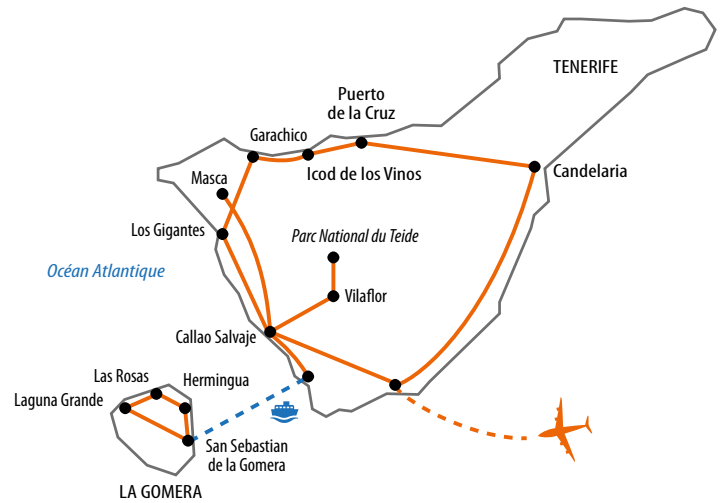 TENERIFE
Puerto
de la Cruz
Garachico
Icod de los Vinos
Candelaria
Masca
Los Gigantes
Parc National du Teide
Océan Atlantique
Vilaflor
Callao Salvaje
Las Rosas
Hermingua
Laguna Grande
San Sebastian
de la Gomera
LA GOMERA